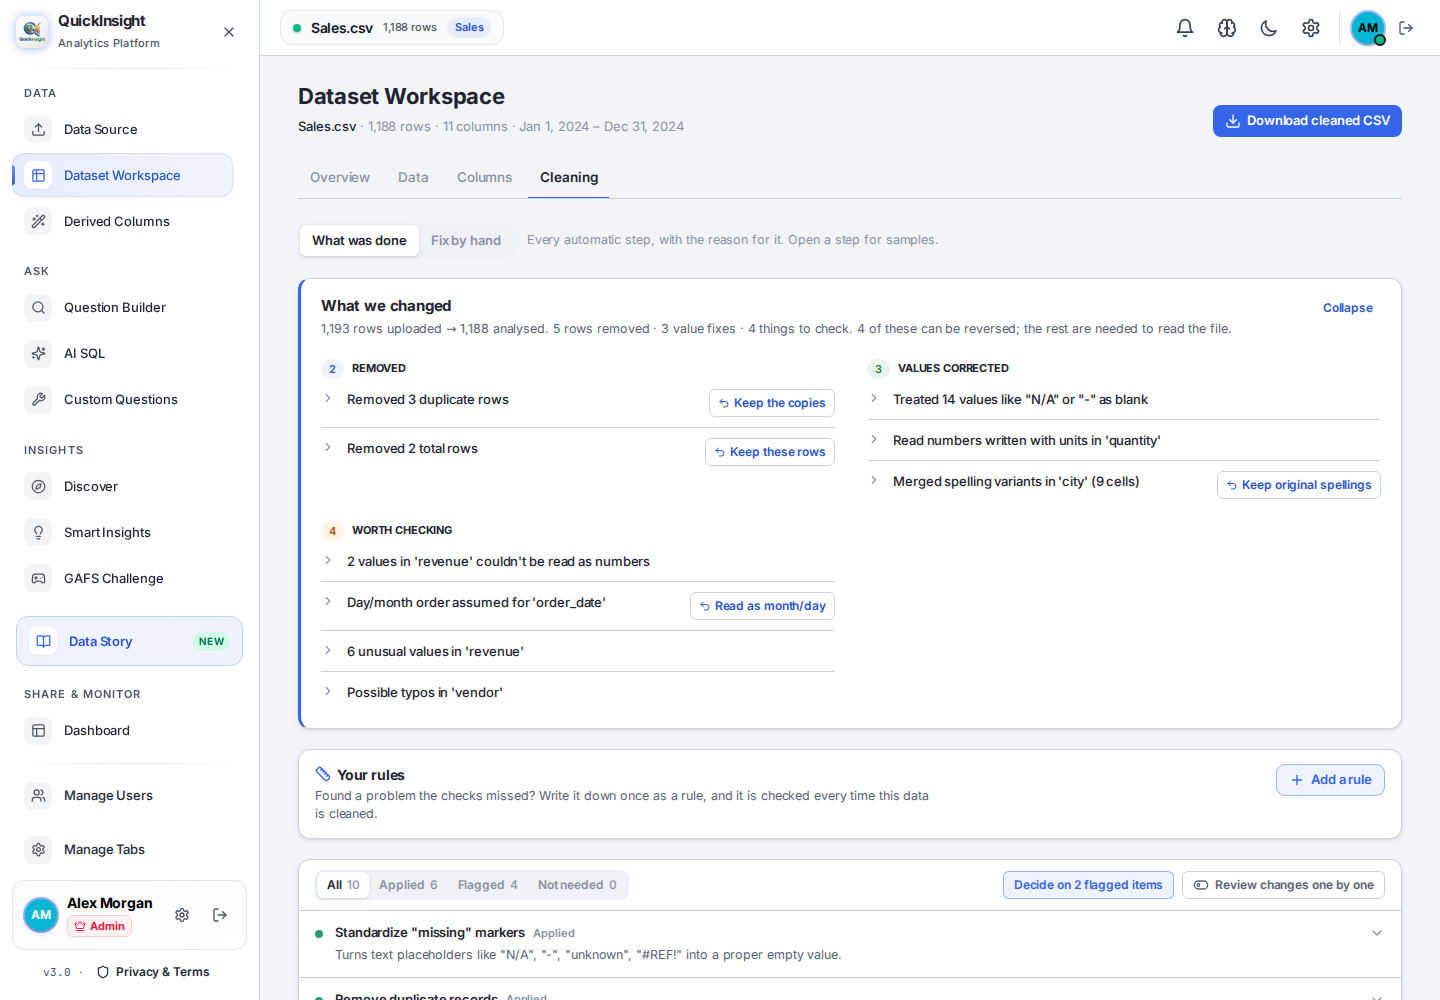 QuickInsight
Analytics Platform
DATA
Data Source
Dataset Workspace
Derived Columns
ASK
Question Builder
AI SQL
Custom Questions
INSIGHTS
Discover
Smart Insights
GAFS Challenge
Data Story NEW
SHARE & MONITOR
Dashboard
Manage Users
Manage Tabs
AM Alex Morgan
Admin
v3.0 · Privacy & Terms
Sales.csv 1,188 rows Sales
AM
Dataset Workspace
Sales.csv · 1,188 rows · 11 columns · Jan 1, 2024 – Dec 31, 2024
Download cleaned CSV
Overview Data Columns Cleaning
What was done Fix by hand Every automatic step, with the reason for it. Open a step for samples.
What we changed
Collapse
1,193 rows uploaded → 1,188 analysed. 5 rows removed · 3 value fixes · 4 things to check. 4 of these can be reversed; the rest are needed to read the file.
2 REMOVED
Removed 3 duplicate rows Keep the copies
Removed 2 total rows Keep these rows
3 VALUES CORRECTED
Treated 14 values like "N/A" or "-" as blank
Read numbers written with units in 'quantity'
Merged spelling variants in 'city' (9 cells) Keep original spellings
4 WORTH CHECKING
2 values in 'revenue' couldn't be read as numbers
Day/month order assumed for 'order_date' Read as month/day
6 unusual values in 'revenue'
Possible typos in 'vendor'
Your rules
Found a problem the checks missed? Write it down once as a rule, and it is checked every time this data
is cleaned.
Add a rule
All 10 Applied 6 Flagged 4 Not needed 0
Decide on 2 flagged items Review changes one by one
Standardize "missing" markers Applied
Turns text placeholders like "N/A", "-", "unknown", "#REF!" into a proper empty value.
Remove duplicate records Applied